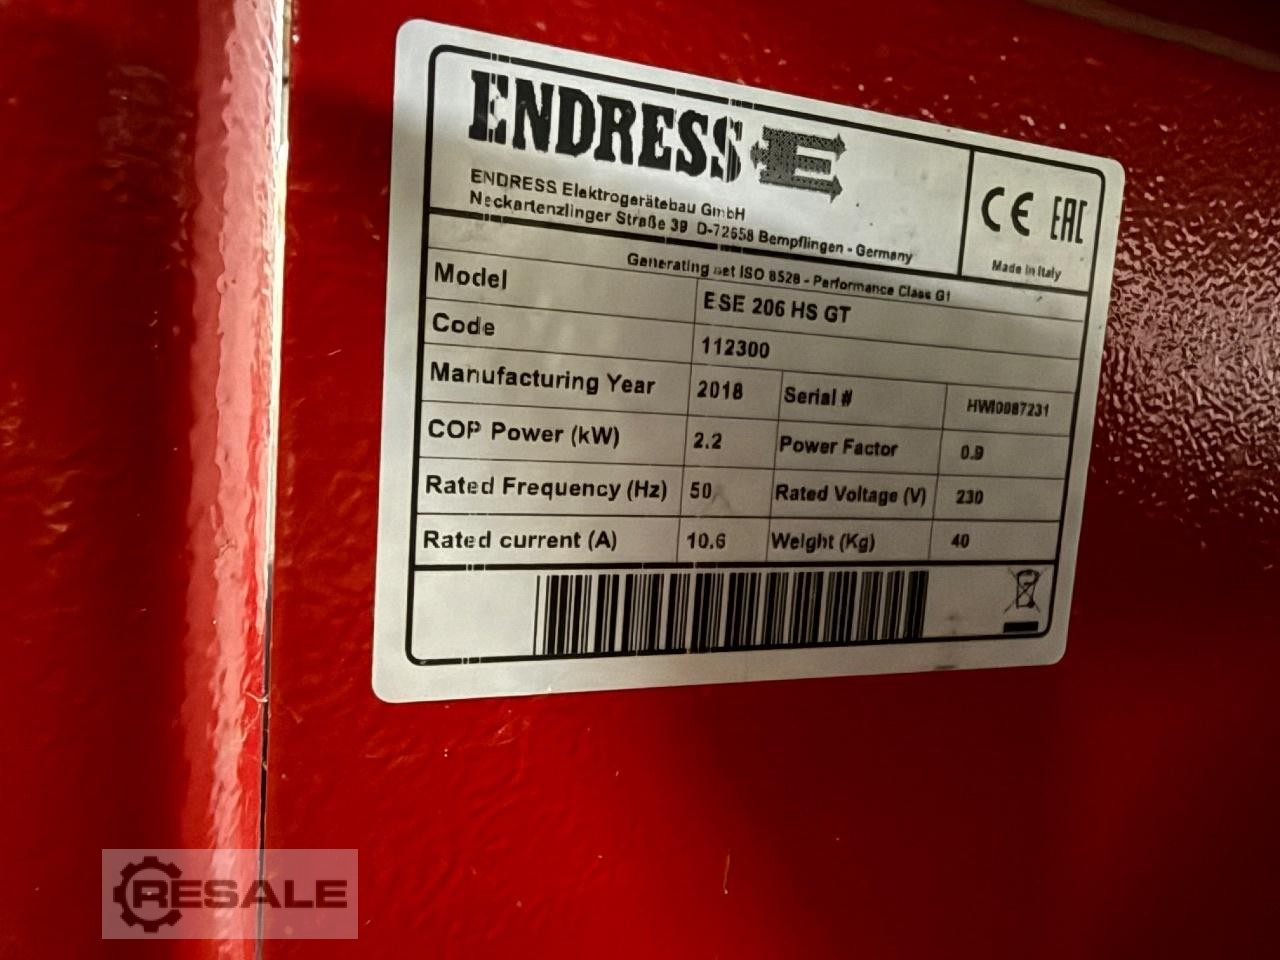 ENDRESS E
ENDRESS Elektrogerätebau GmbH
Neckartenzlinger Straße 39 D-72658 Bempflingen - Germany
CE EAC
Made in Italy
Generating set ISO 8528 - Performance Class G1
Model ESE 206 HS GT
Code 112300
Manufacturing Year 2018 Serial # HWI0087231
COP Power (kW) 2.2 Power Factor 0.9
Rated Frequency (Hz) 50 Rated Voltage (V) 230
Rated current (A) 10.6 Weight (Kg) 40
RESALE